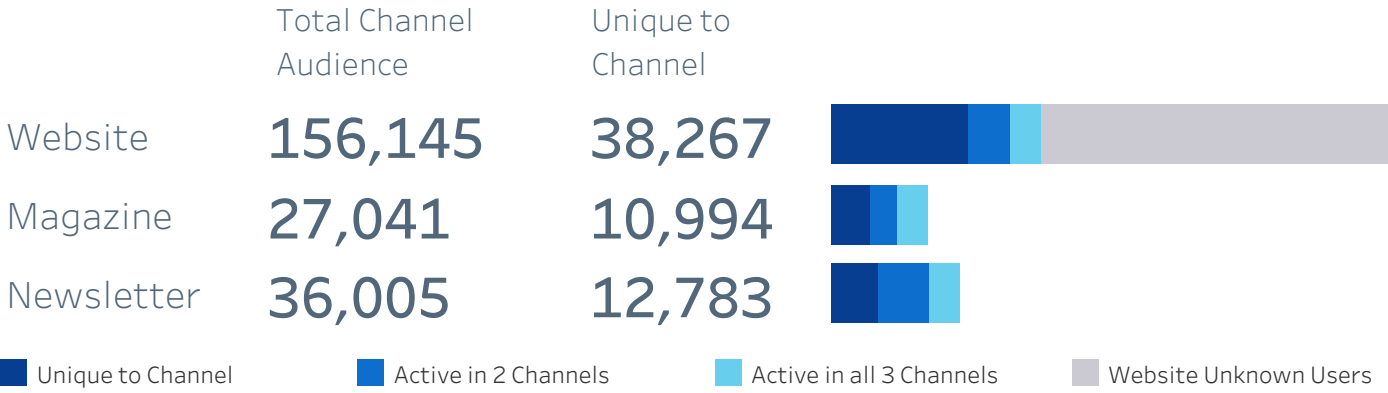 Total Channel
Audience
Unique to
Channel
Website 156,145 38,267
Magazine 27,041 10,994
Newsletter 36,005 12,783
Unique to Channel Active in 2 Channels Active in all 3 Channels Website Unknown Users